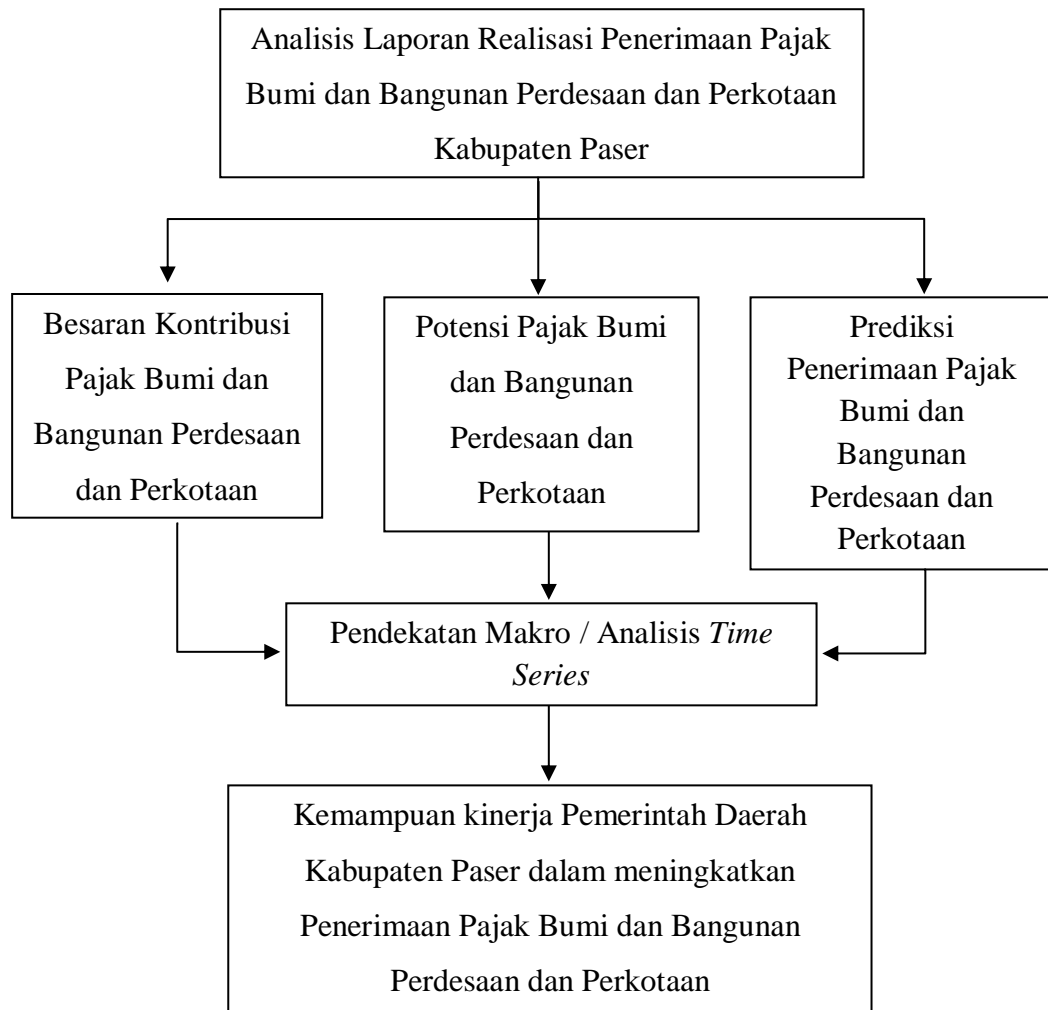 Analisis Laporan Realisasi Penerimaan Pajak
Bumi dan Bangunan Perdesaan dan Perkotaan
Kabupaten Paser
Besaran Kontribusi
Pajak Bumi dan
Bangunan Perdesaan
dan Perkotaan
Potensi Pajak Bumi
dan Bangunan
Perdesaan dan
Perkotaan
Prediksi
Penerimaan Pajak
Bumi dan
Bangunan
Perdesaan dan
Perkotaan
Pendekatan Makro / Analisis Time
Series
Kemampuan kinerja Pemerintah Daerah
Kabupaten Paser dalam meningkatkan
Penerimaan Pajak Bumi dan Bangunan
Perdesaan dan Perkotaan